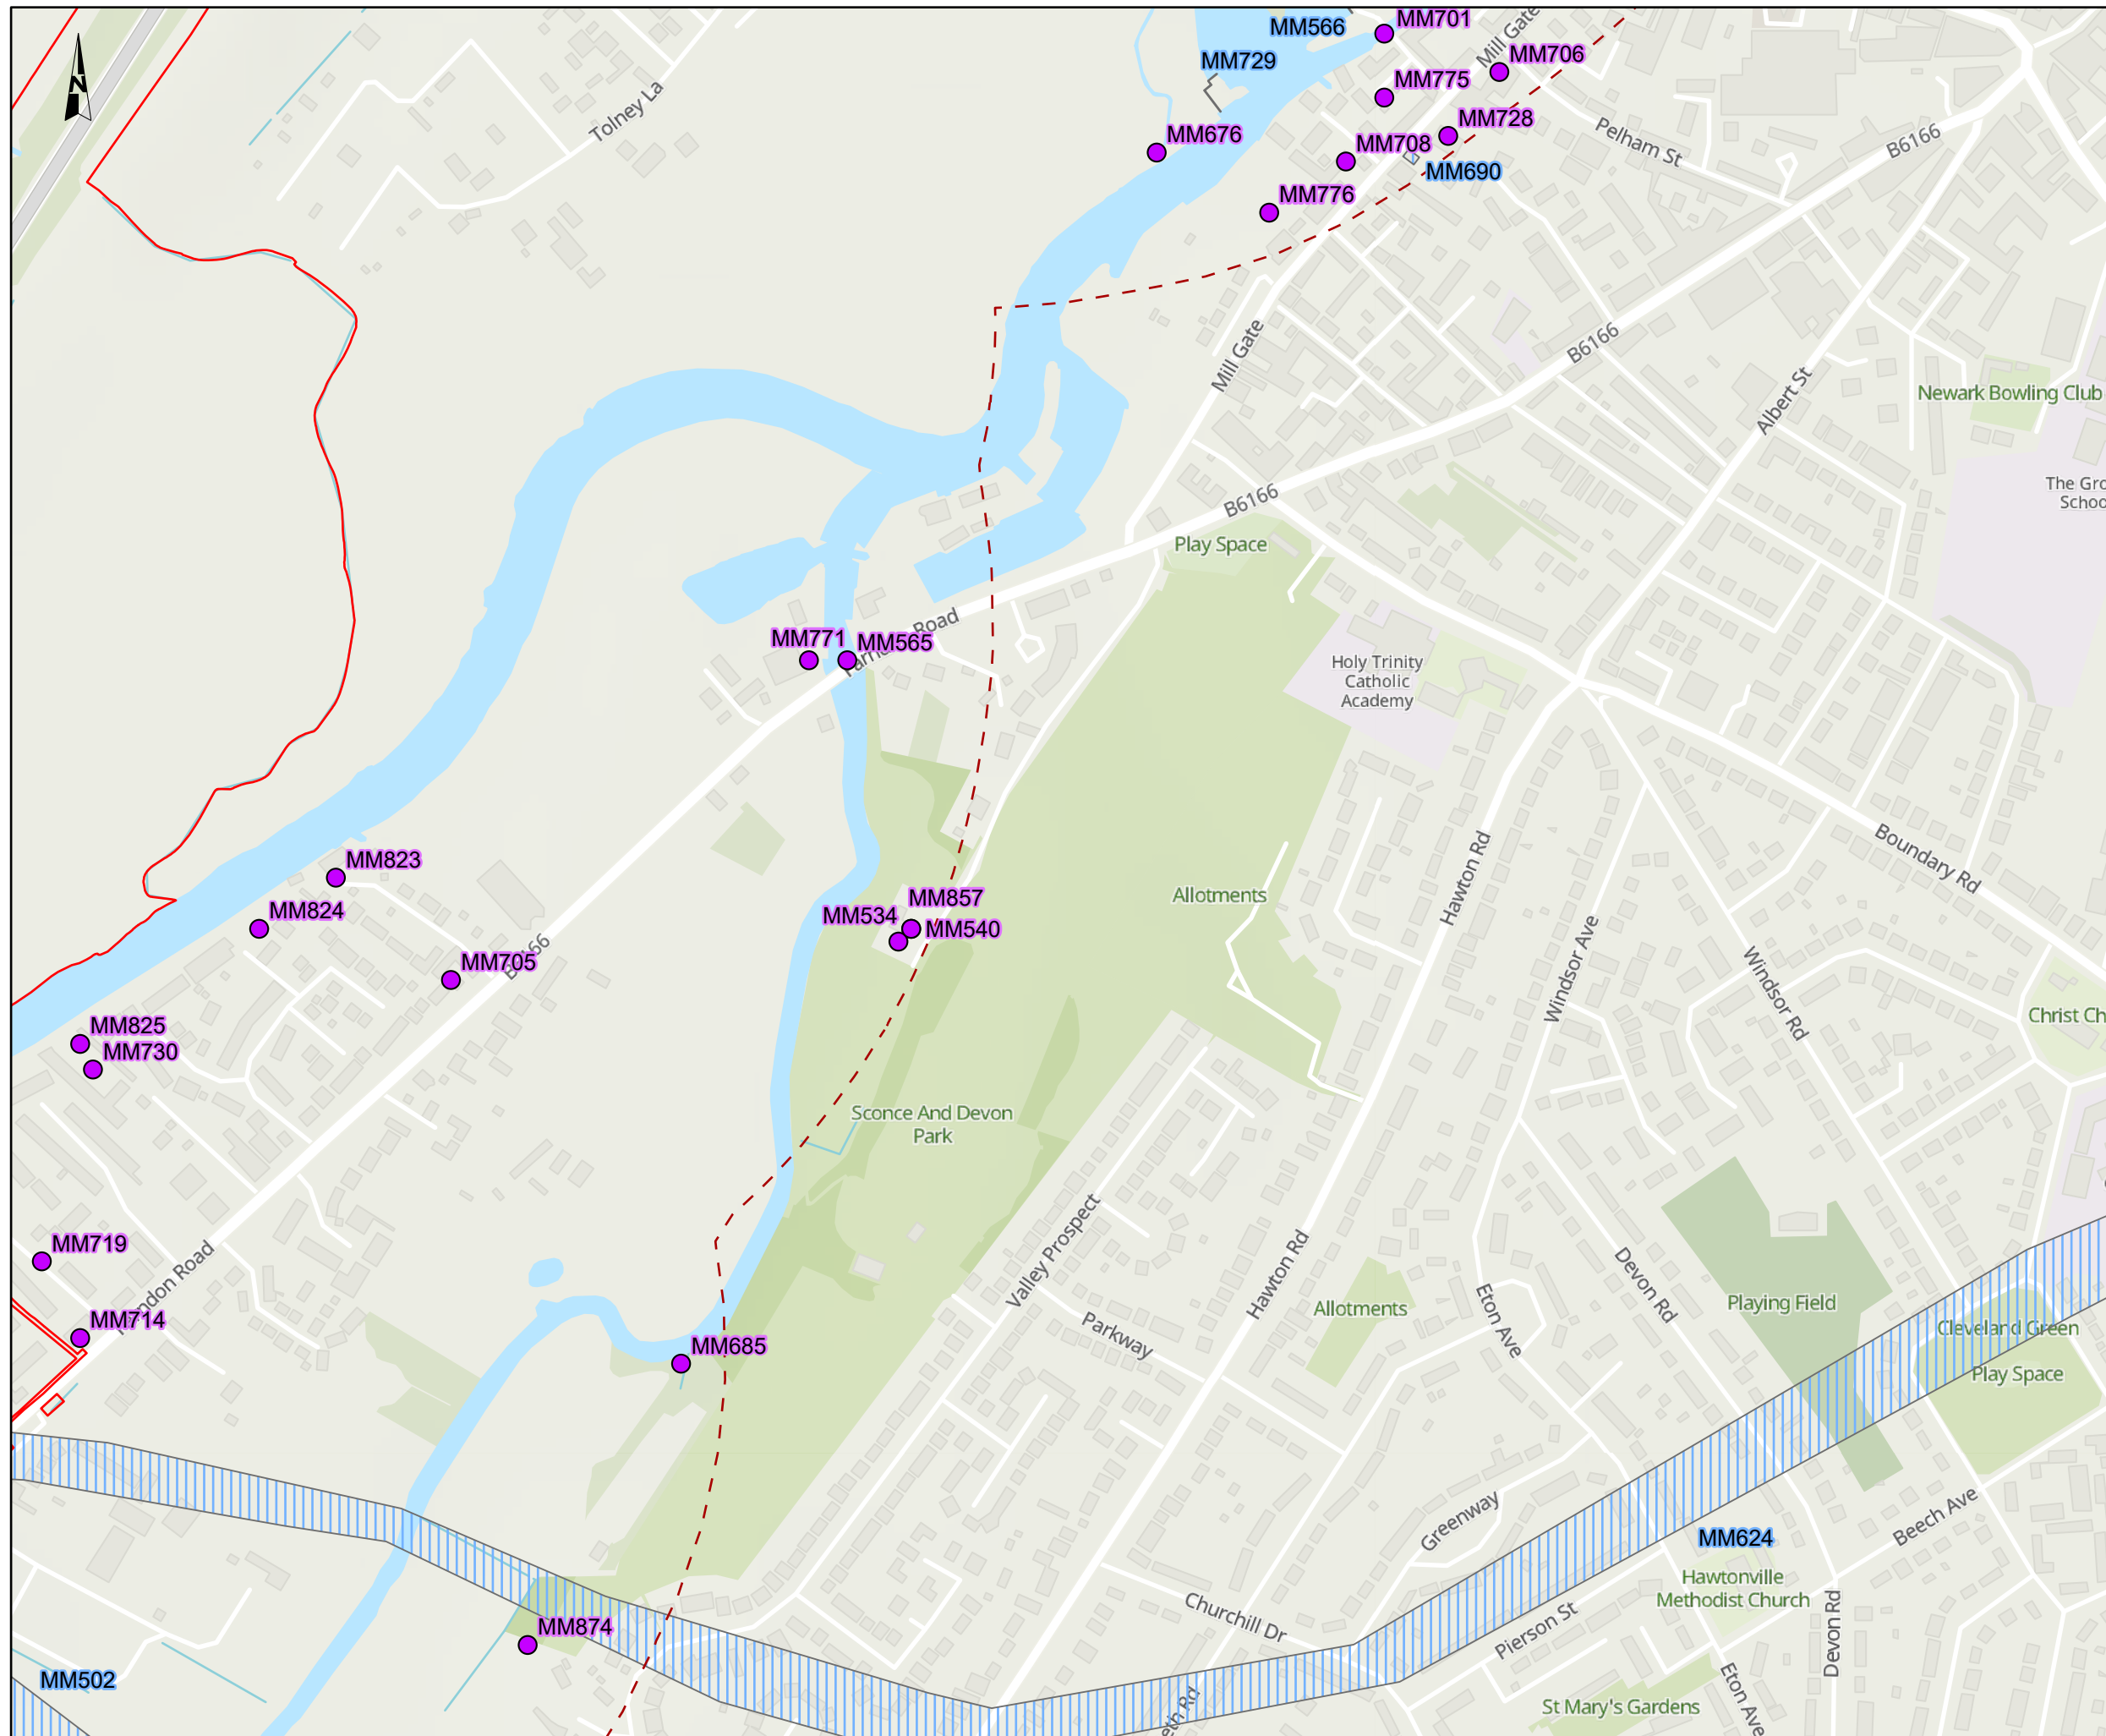 N
MM566
MM701
Mill Gate
MM729
MM706
MM775
Tolney La
MM676
MM728
MM708
Pelham St
B6166
MM690
MM776
B6166
Mill Gate
Albert St
Newark Bowling Club
B6166
The Gro
Schoo
Play Space
MM771
MM565
Road
Holy Trinity
Catholic
Academy
MM823
Boundary Rd
Hawton Rd
Allotments
MM857
MM824
MM534
MM540
MM705
Windsor Ave
Windsor Rd
MM825
MM730
Christ Ch
Sconce And Devon
Park
MM719
Valley Prospect
Hawton Rd
Devon Rd
MM714
Playing Field
Allotments
Eton Ave
Cleveland Green
Parkway
MM685
Play Space
Greenway
Beech Ave
MM624
Hawtonville
Methodist Church
Churchill Dr
Pierson St
MM874
Devon Rd
MM502
Eton Ave
St Mary's Gardens